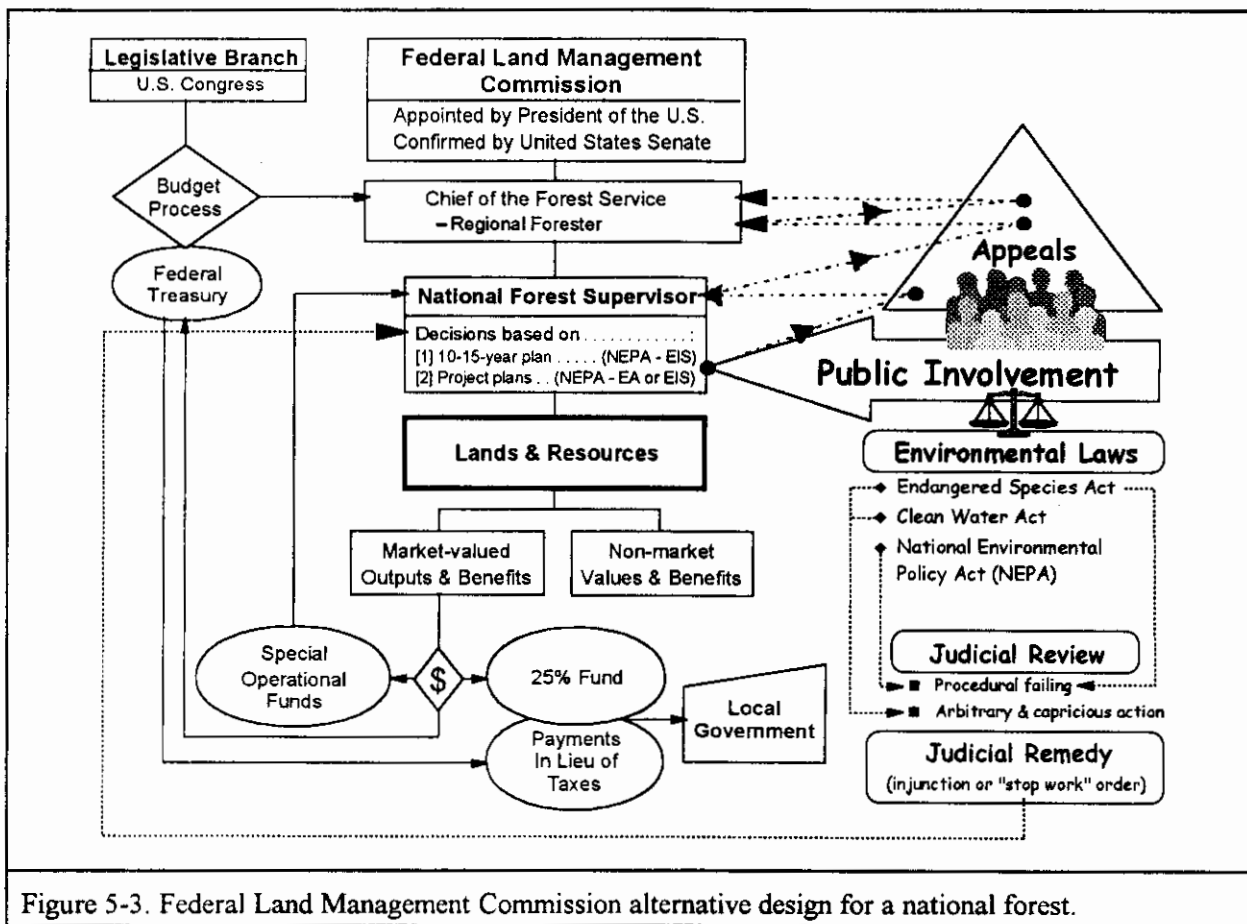 Legislative Branch
U.S. Congress
Federal Land Management
Commission
Appointed by President of the U.S.
Confirmed by United States Senate
Budget
Process
Chief of the Forest Service
– Regional Forester
Federal
Treasury
Appeals
National Forest Supervisor
Decisions based on . . . . . . . . . . . . :
[1] 10-15-year plan . . . . . (NEPA - EIS)
[2] Project plans . . (NEPA - EA or EIS)
Public Involvement
Lands & Resources
Environmental Laws
Endangered Species Act
Clean Water Act
National Environmental
Policy Act (NEPA)
Market-valued
Outputs & Benefits
Non-market
Values & Benefits
Special
Operational
Funds
$
25% Fund
Payments
In Lieu of
Taxes
Local
Government
Judicial Review
Procedural failing
Arbitrary & capricious action
Judicial Remedy
(injunction or "stop work" order)
Figure 5-3. Federal Land Management Commission alternative design for a national forest.